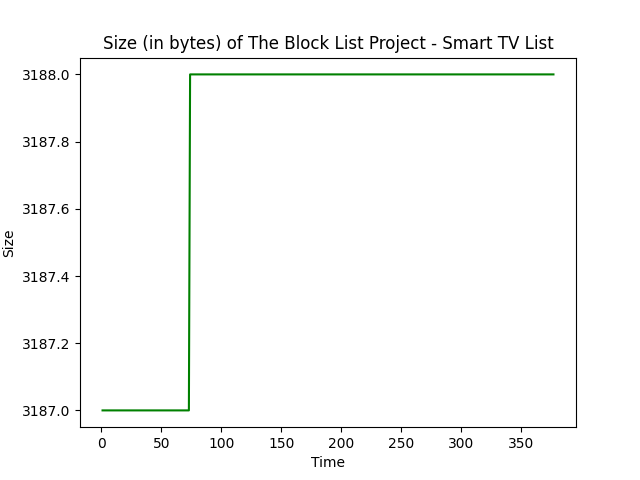 Size (in bytes) of The Block List Project - Smart TV List
3188.0
3187.8
3187.6
3187.4
3187.2
3187.0
Size
0 50 100 150 200 250 300 350
Time